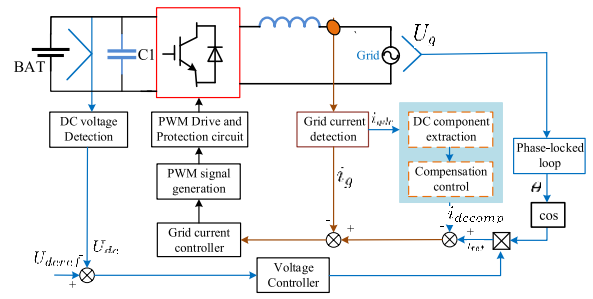 BAT
C1
Grid
U_g
DC voltage
Detection
PWM Drive and
Protection circuit
Grid current
detection
i_gdc
DC component
extraction
Phase-locked
loop
PWM signal
generation
i_g
Compensation
control
θ
cos
Grid current
controller
i_dccomp
-
+
-
+
i_ref
U_dc
U_dcref
+
Voltage
Controller